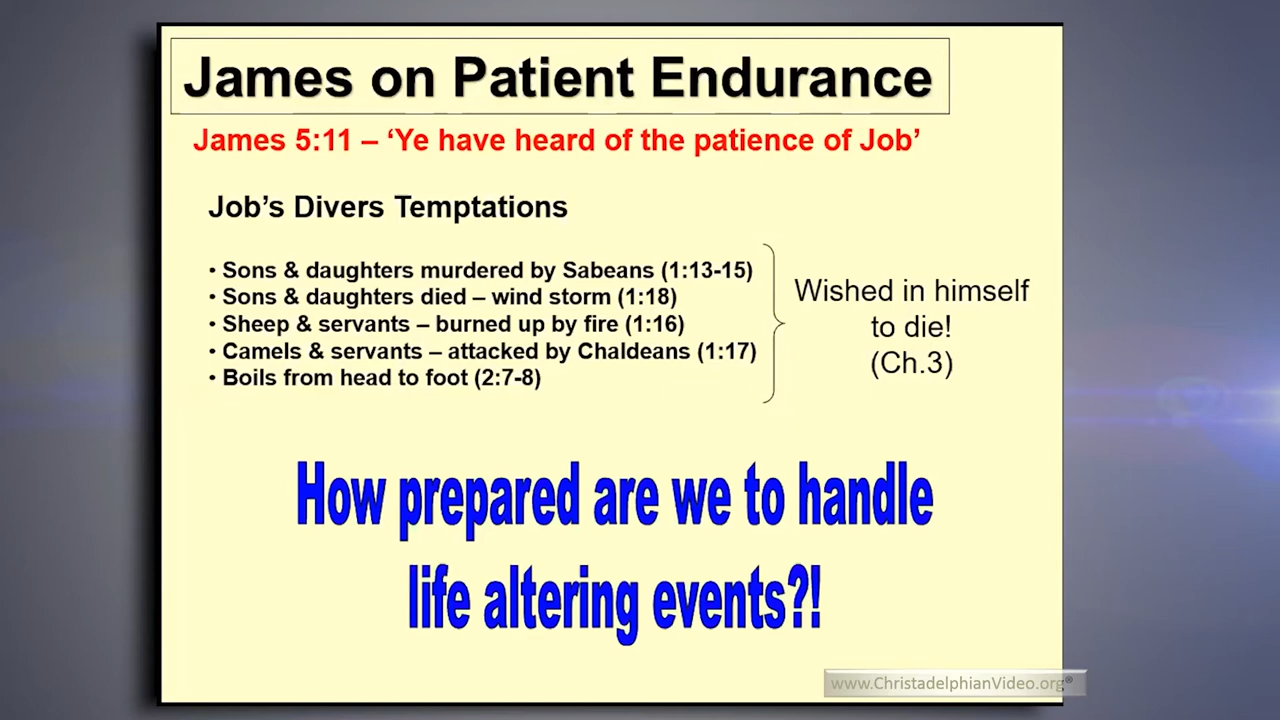 James on Patient Endurance
James 5:11 – ‘Ye have heard of the patience of Job’
Job’s Divers Temptations
• Sons & daughters murdered by Sabeans (1:13-15)
• Sons & daughters died – wind storm (1:18)
• Sheep & servants – burned up by fire (1:16)
• Camels & servants – attacked by Chaldeans (1:17)
• Boils from head to foot (2:7-8)
Wished in himself
to die!
(Ch.3)
How prepared are we to handle
life altering events?!
www.ChristadelphianVideo.org®